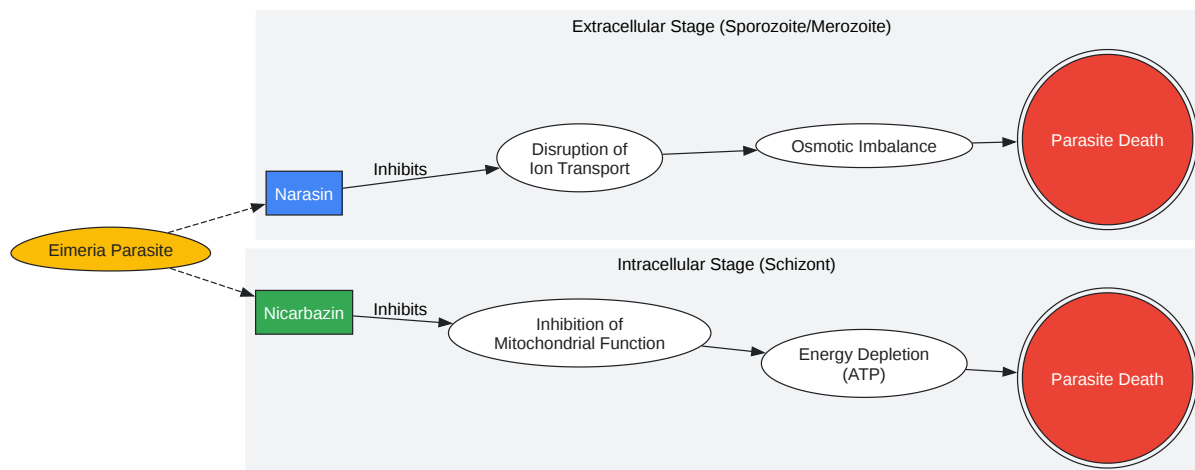 Extracellular Stage (Sporozoite/Merozoite)
Disruption of
Ion Transport
Osmotic Imbalance
Parasite Death
Inhibits
Narasin
Eimeria Parasite
Intracellular Stage (Schizont)
Nicarbazin
Inhibits
Inhibition of
Mitochondrial Function
Energy Depletion
(ATP)
Parasite Death